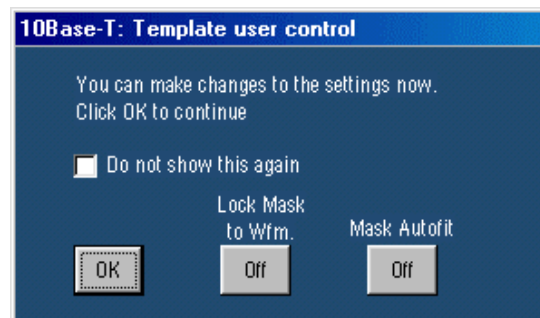 10Base-T: Template user control
You can make changes to the settings now.
Click OK to continue
Do not show this again
Lock Mask
to Wfm.
Mask Autofit
OK
Off
Off